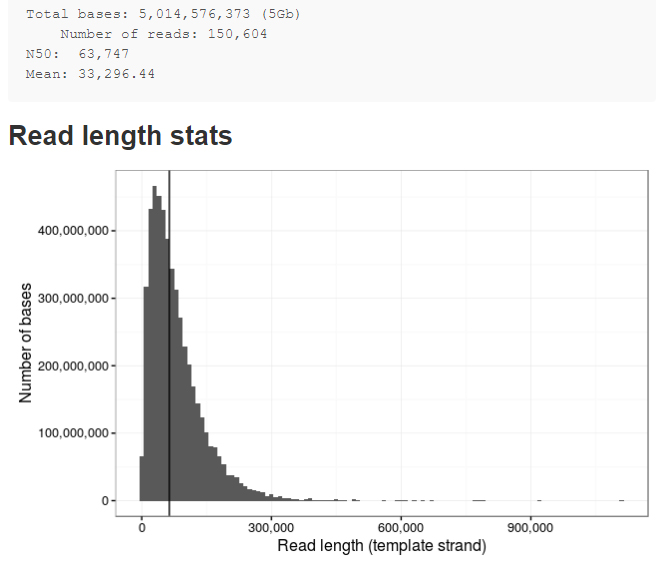 Total bases: 5,014,576,373 (5Gb)
Number of reads: 150,604
N50: 63,747
Mean: 33,296.44
Read length stats
400,000,000
300,000,000
200,000,000
100,000,000
0
Number of bases
0 300,000 600,000 900,000
Read length (template strand)